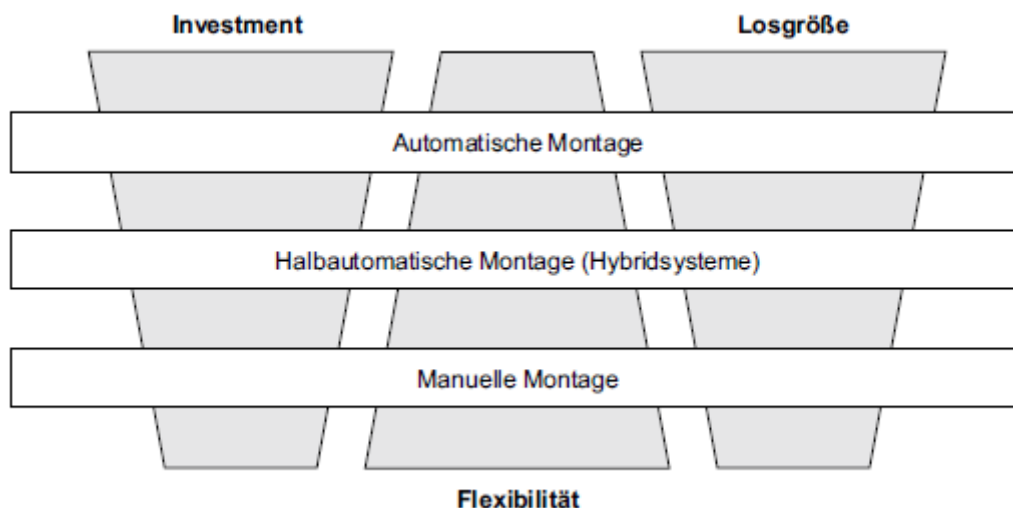 Investment
Losgröße
Automatische Montage
Halbautomatische Montage (Hybridsysteme)
Manuelle Montage
Flexibilität